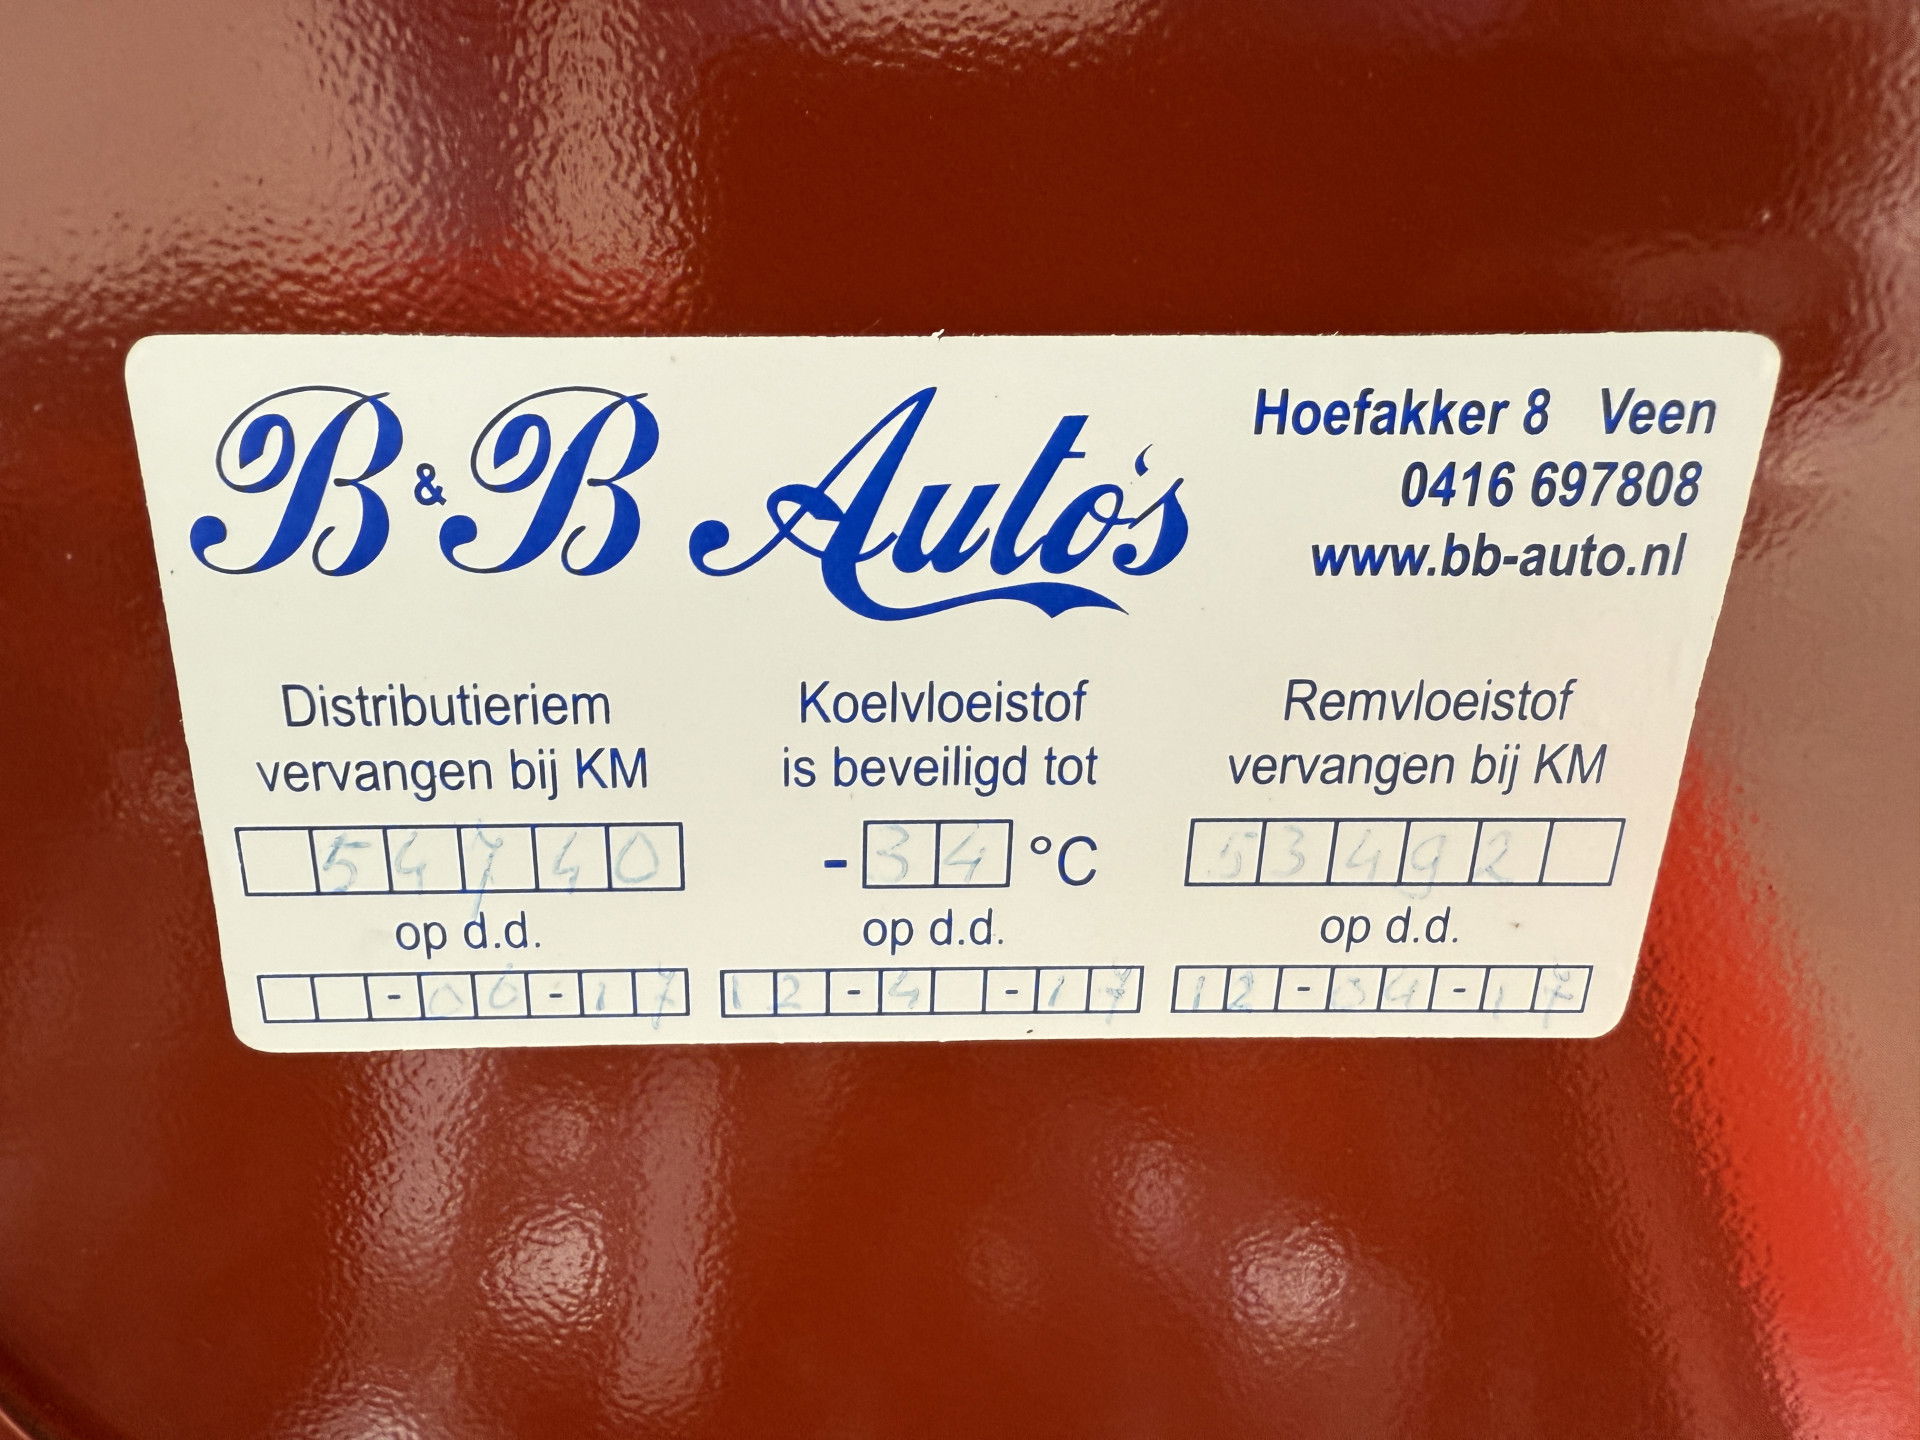 B & B Auto's
Hoefakker 8 Veen
0416 697808
www.bb-auto.nl
Distributieriem
vervangen bij KM
54740
op d.d.
- 06 - 17
Koelvloeistof
is beveiligd tot
- 34 °C
op d.d.
12 - 4 - 17
Remvloeistof
vervangen bij KM
53492
op d.d.
12 - 04 - 17